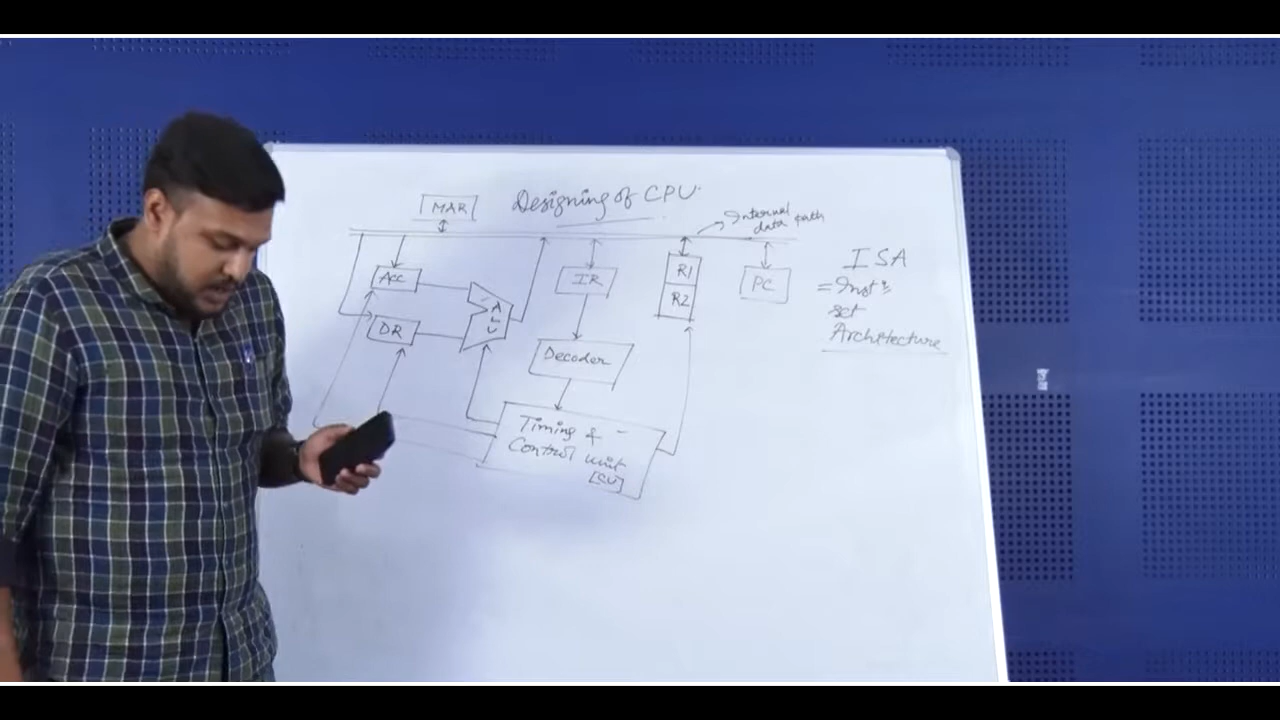 Designing of CPU
MAR
Internal
data path
ACC
IR
R1
PC
ISA
R2
= Instn
set
Architecture
DR
ALU
Decoder
Timing &
Control unit
[CU]